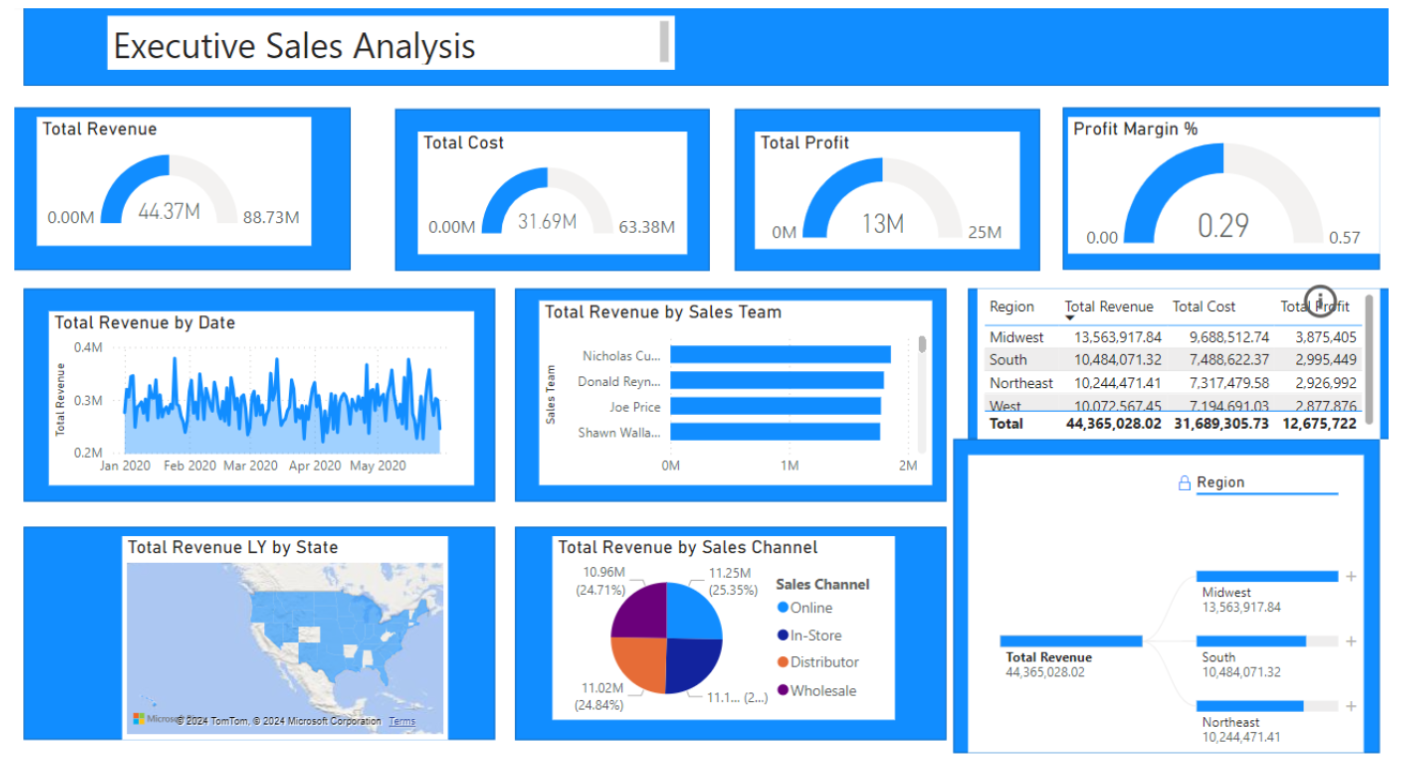 Executive Sales Analysis
Total Revenue
0.00M
44.37M
88.73M
Total Cost
0.00M
31.69M
63.38M
Total Profit
0M
13M
25M
Profit Margin %
0.00
0.29
0.57
Total Revenue by Date
Total Revenue
0.4M
0.3M
0.2M
Jan 2020 Feb 2020 Mar 2020 Apr 2020 May 2020
Total Revenue by Sales Team
Sales Team
Nicholas Cu...
Donald Reyn...
Joe Price
Shawn Walla...
0M 1M 2M
Region Total Revenue Total Cost Total Profit
Midwest 13,563,917.84 9,688,512.74 3,875,405
South 10,484,071.32 7,488,622.37 2,995,449
Northeast 10,244,471.41 7,317,479.58 2,926,992
West 10,072,567.45 7,194,691.03 2,877,876
Total 44,365,028.02 31,689,305.73 12,675,722
Total Revenue LY by State
© 2024 TomTom, © 2024 Microsoft Corporation Terms
Total Revenue by Sales Channel
10.96M
(24.71%)
11.25M
(25.35%)
11.02M
(24.84%)
11.1... (2...)
Sales Channel
Online
In-Store
Distributor
Wholesale
Region
Total Revenue
44,365,028.02
Midwest
13,563,917.84
South
10,484,071.32
Northeast
10,244,471.41